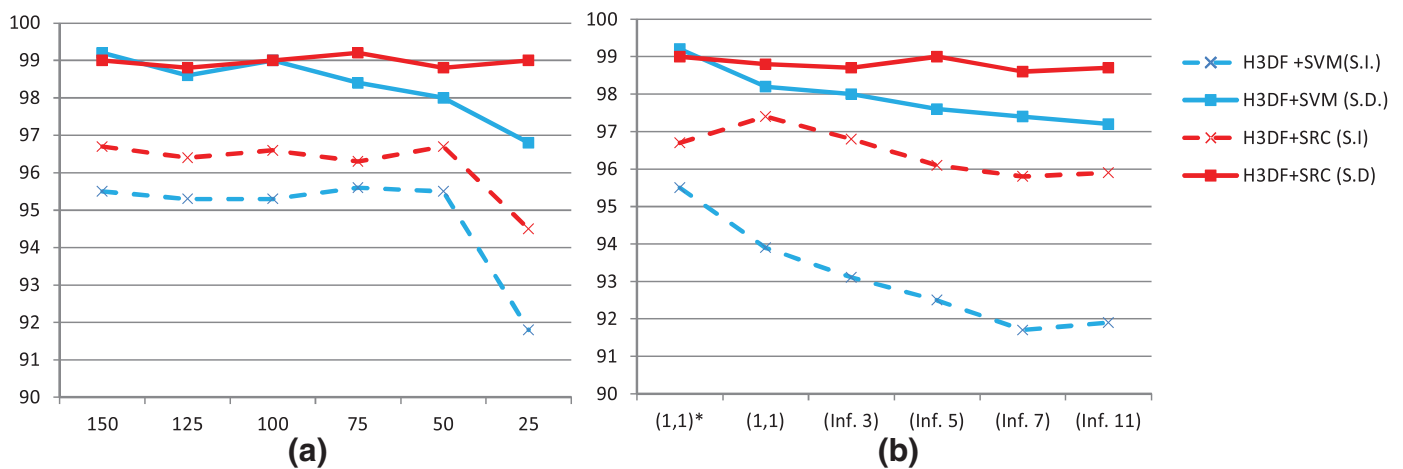 100
99
98
97
96
95
94
93
92
91
90
150 125 100 75 50 25
(a)
100
99
98
97
96
95
94
93
92
91
90
(1,1)* (1,1) (Inf. 3) (Inf. 5) (Inf. 7) (Inf. 11)
(b)
H3DF +SVM(S.I.)
H3DF+SVM (S.D.)
H3DF+SRC (S.I)
H3DF+SRC (S.D)